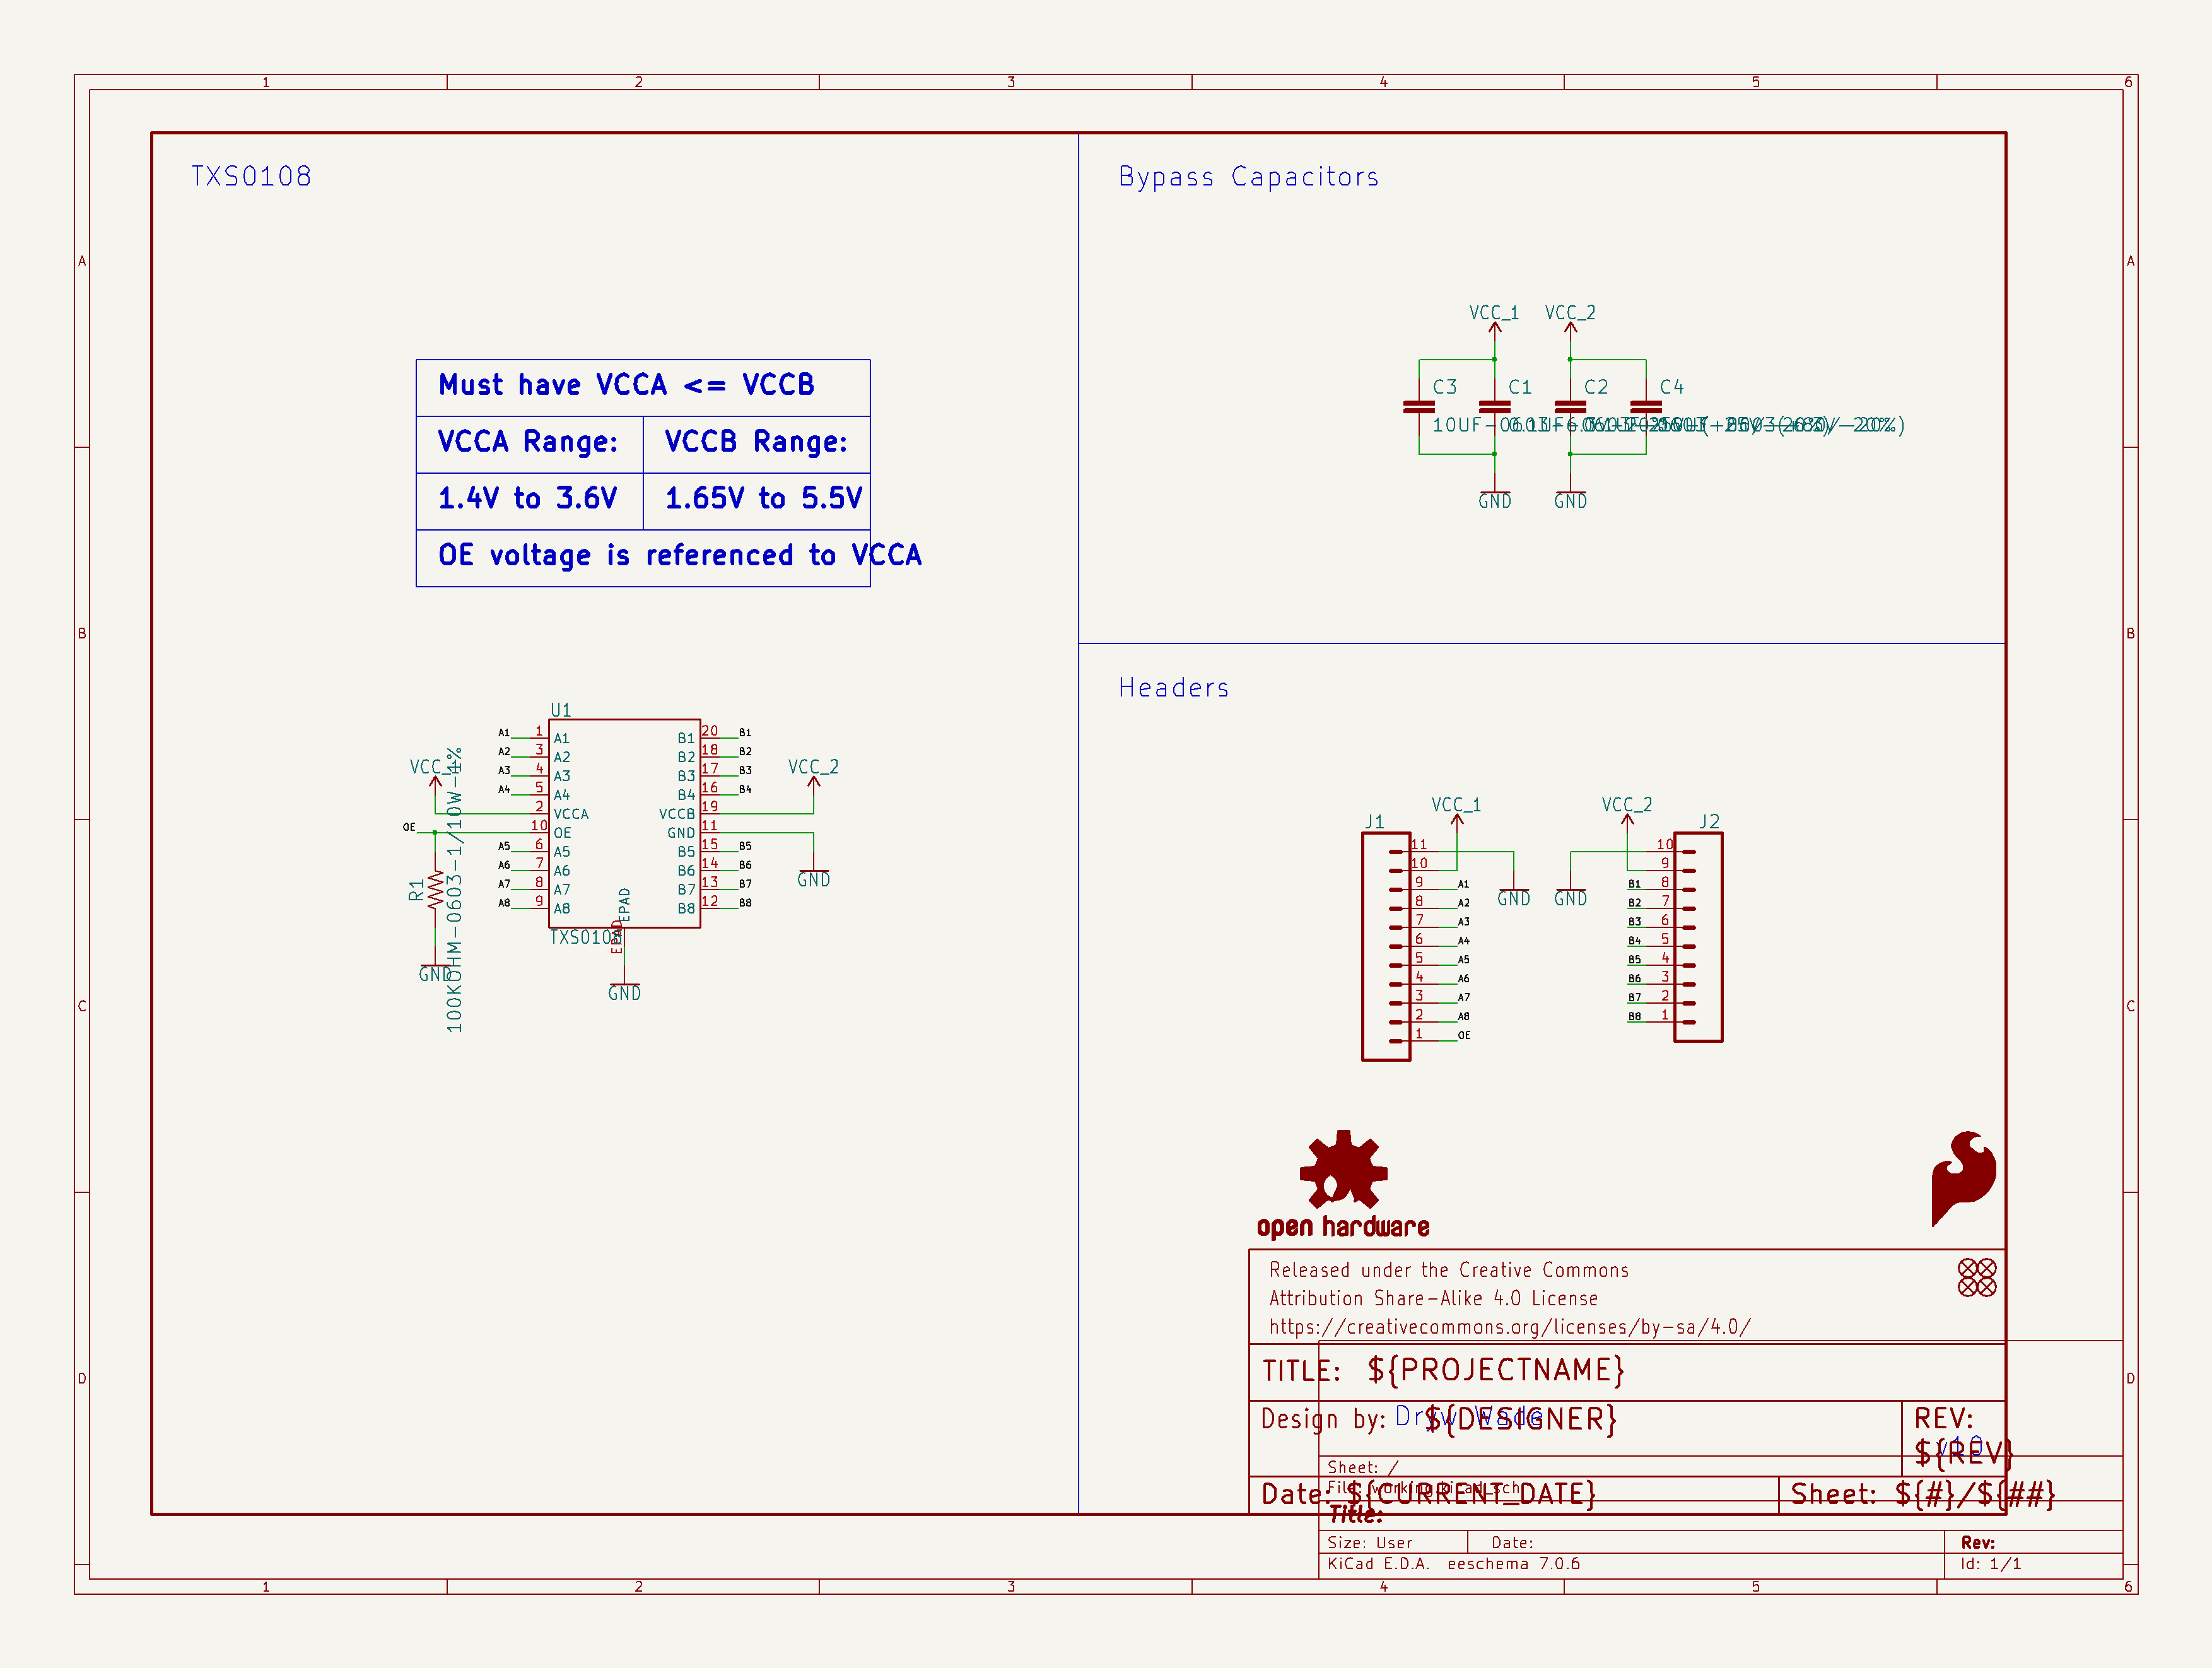 1 2 3 4 5 6
TXS0108
Bypass Capacitors
A A
VCC_1 VCC_2
C3 C1 C2 C4
10UF-0603-6.3V
GND GND
Must have VCCA <= VCCB
VCCA Range: VCCB Range:
1.4V to 3.6V 1.65V to 5.5V
OE voltage is referenced to VCCA
B B
Headers
U1
A1 1 A1 B1 20 B1
A2 3 A2 B2 18 B2
A3 4 A3 B3 17 B3
A4 5 A4 B4 16 B4
VCC_1 2 VCCA VCCB 19 VCC_2
OE 10 OE GND 11 GND
A5 6 A5 B5 15 B5
A6 7 A6 B6 14 B6
A7 8 A7 B7 13 B7
A8 9 A8 B8 12 B8
R1
100KOHM-0603-1/10W-1%
GND
TXS0108
EPAD
EPAD
GND
VCC_1 VCC_2
J1 J2
11 10
10 9
9 A1 B1 8
8 A2 B2 7
7 A3 B3 6
6 A4 B4 5
5 A5 B5 4
4 A6 B6 3
3 A7 B7 2
2 A8 B8 1
1 OE
GND GND
C C
open hardware
Released under the Creative Commons
Attribution Share-Alike 4.0 License
https://creativecommons.org/licenses/by-sa/4.0/
TITLE: ${PROJECTNAME}
D D
Design by: Dryw Wade ${DESIGNER}
REV:
${REV}
v10
Sheet: /
File: working.kicad_sch
Date: ${CURRENT_DATE} Sheet: ${#}/${##}
Title:
Size: User Date: Rev:
KiCad E.D.A. eeschema 7.0.6 Id: 1/1
1 2 3 4 5 6